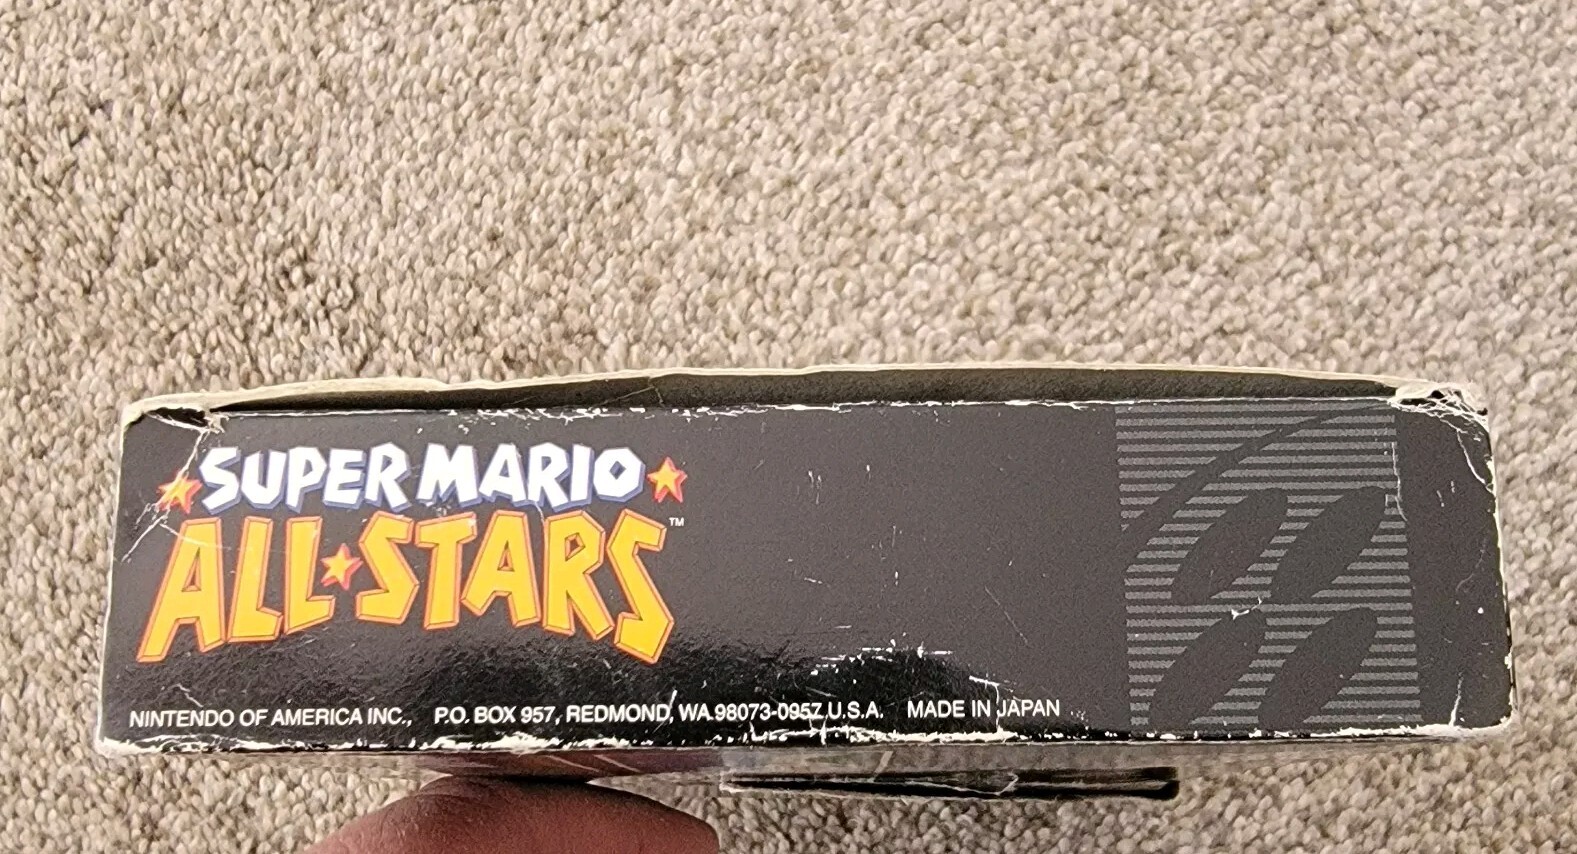 SUPER MARIO
ALL★STARS™
NINTENDO OF AMERICA INC., P.O. BOX 957, REDMOND, WA 98073-0957 U.S.A. MADE IN JAPAN